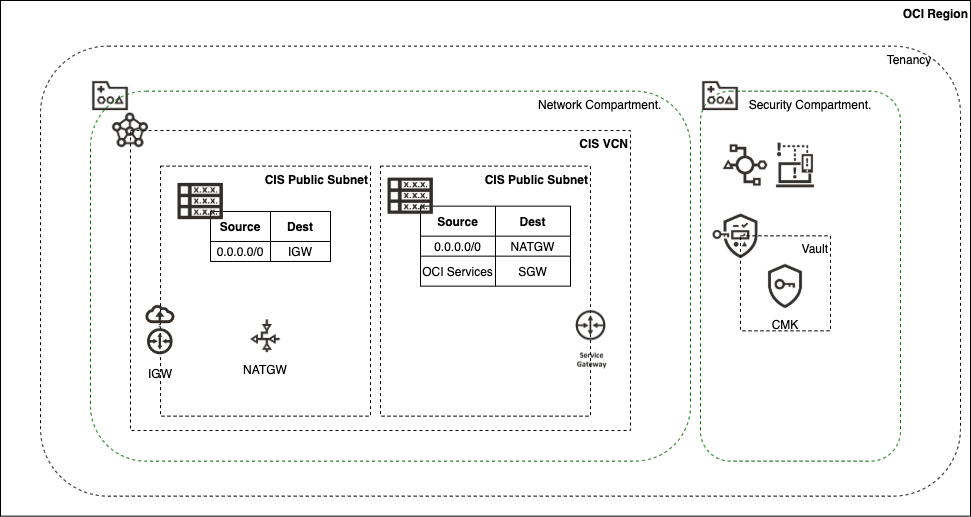 OCI Region
Tenancy
Network Compartment.
Security Compartment.
CIS VCN
CIS Public Subnet
X.X.X.
X.X.X.
X.X.X.
Source Dest
0.0.0.0/0 IGW
IGW
NATGW
CIS Public Subnet
X.X.X.
X.X.X.
X.X.X.
Source Dest
0.0.0.0/0 NATGW
OCI Services SGW
Service
Gateway
Vault
CMK